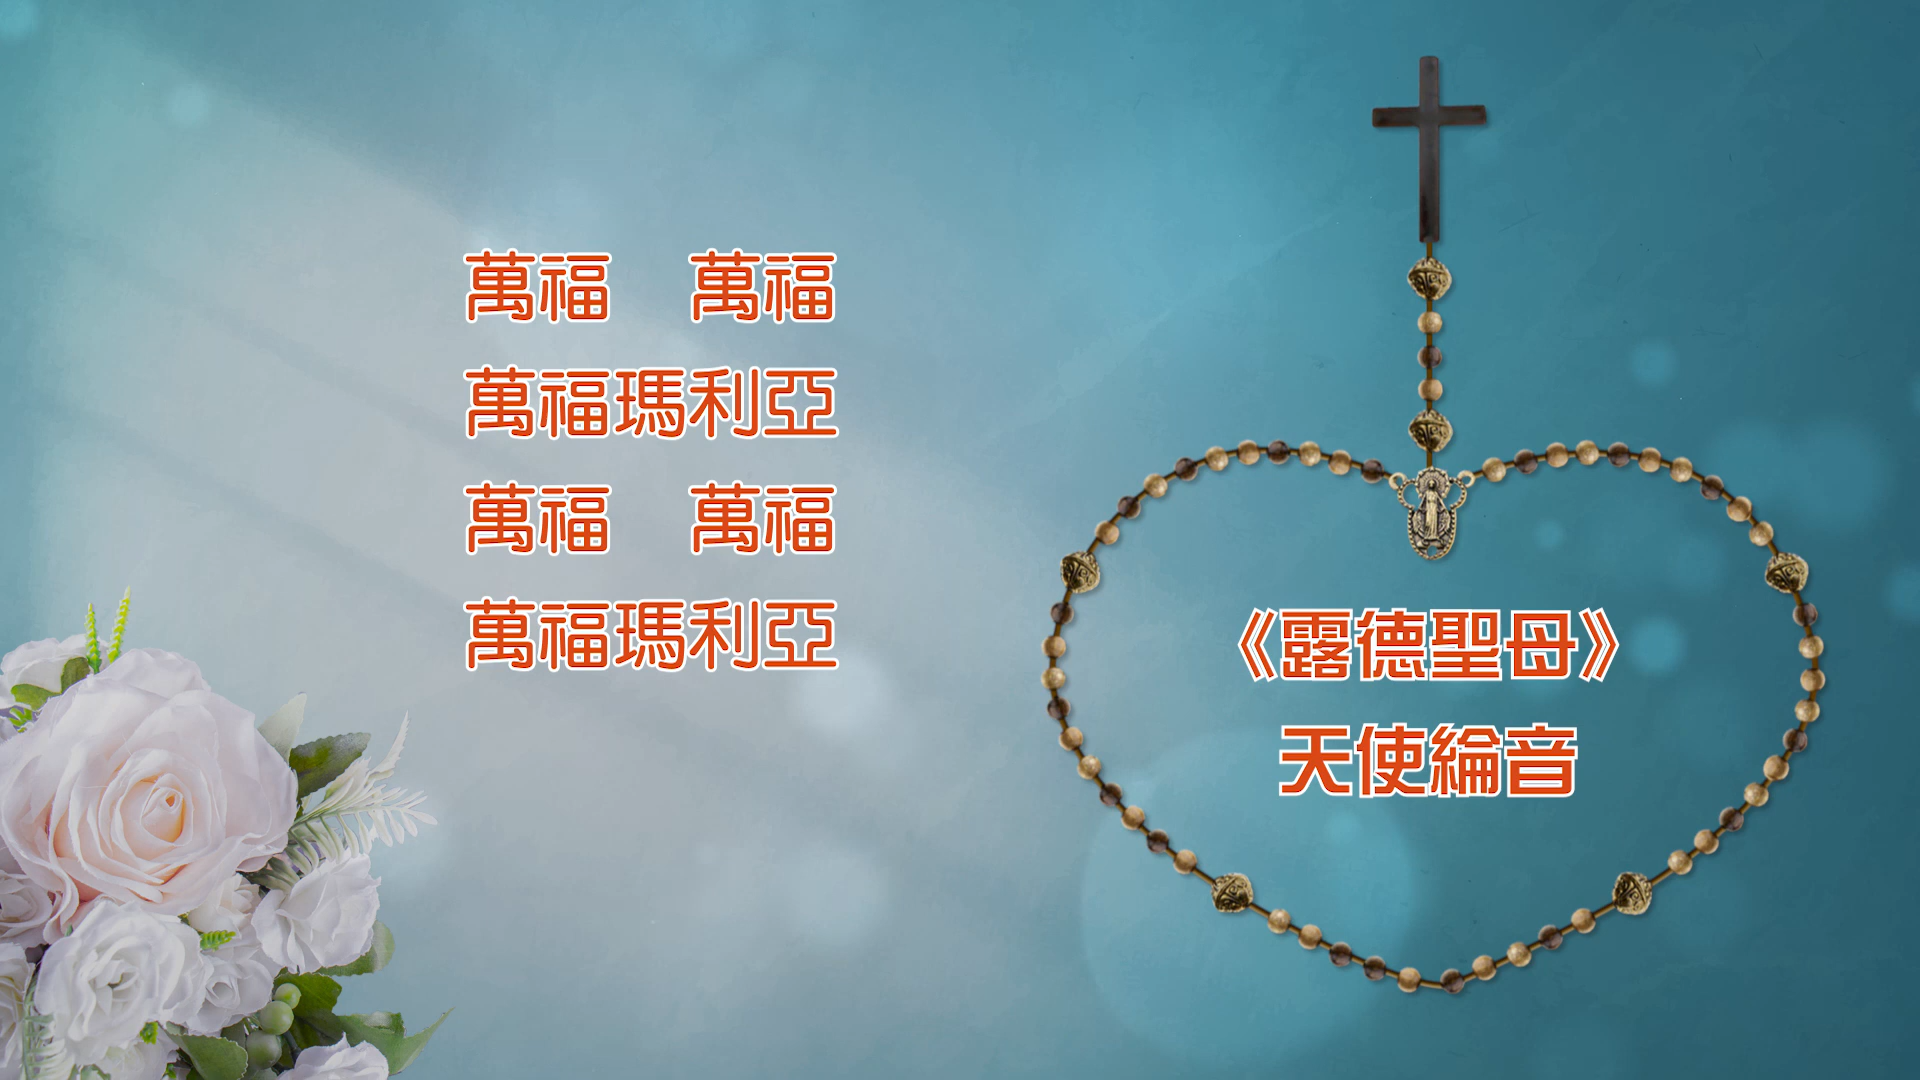 萬福　萬福
萬福瑪利亞
萬福　萬福
萬福瑪利亞
《露德聖母》
天使綸音